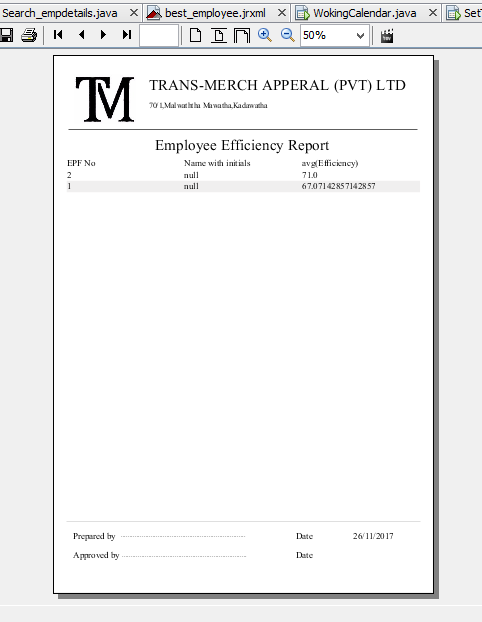 Search_empdetails.java best_employee.jrxml WokingCalendar.java Set
50%
TM
TRANS-MERCH APPERAL (PVT) LTD
70/1,Malwaththa Mawatha,Kadawatha
Employee Efficiency Report
EPF No Name with initials avg(Efficiency)
2 null 71.0
1 null 67.07142857142857
Prepared by Date 26/11/2017
Approved by Date